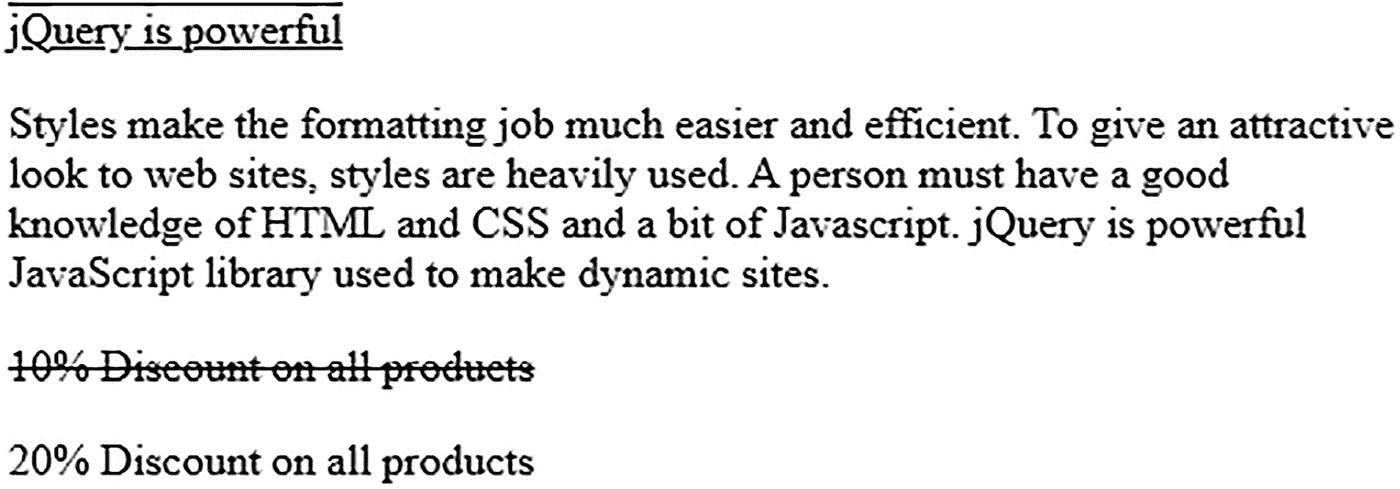 jQuery is powerful
Styles make the formatting job much easier and efficient. To give an attractive
look to web sites, styles are heavily used. A person must have a good
knowledge of HTML and CSS and a bit of Javascript. jQuery is powerful
JavaScript library used to make dynamic sites.
10% Discount on all products
20% Discount on all products